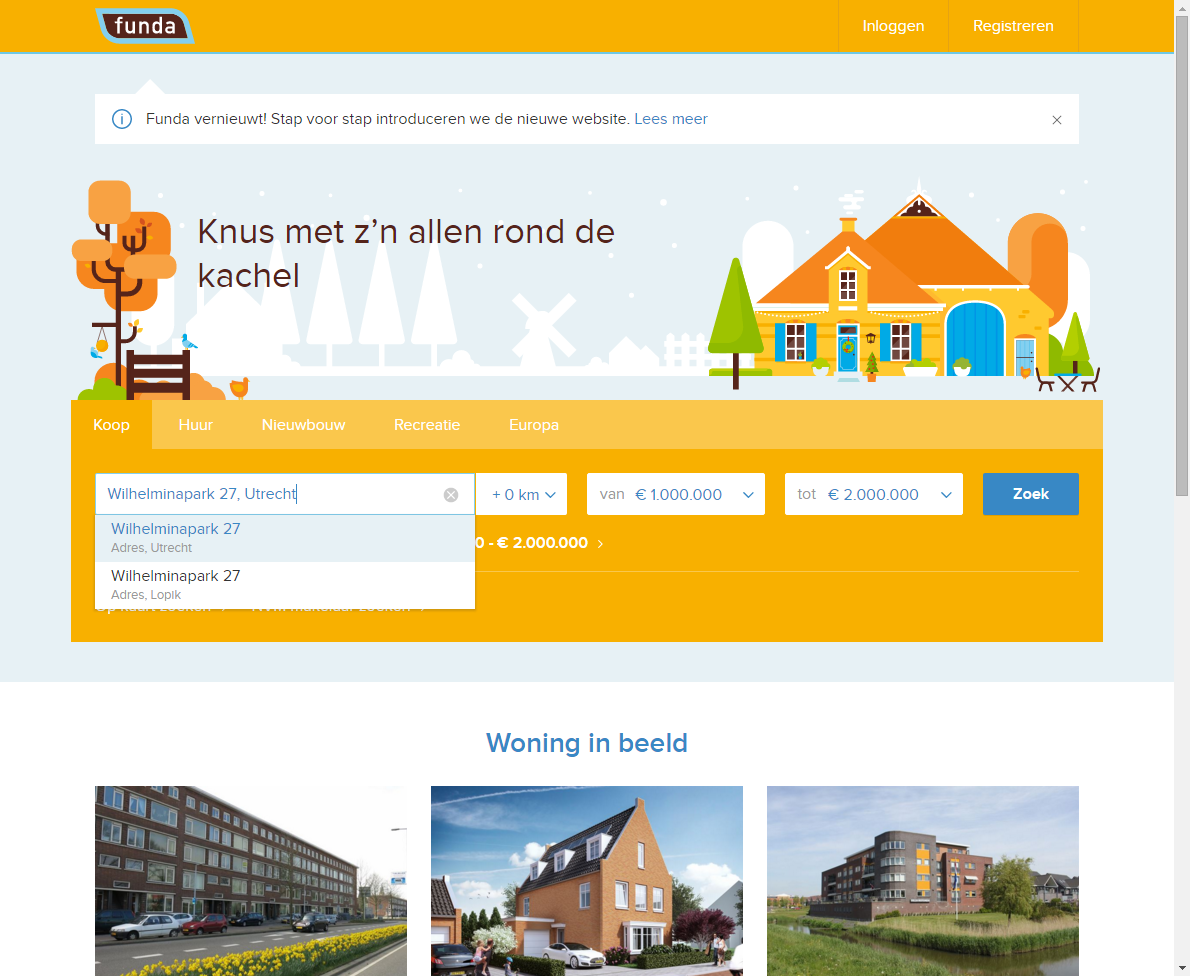 funda
Inloggen
Registreren
Funda vernieuwt! Stap voor stap introduceren we de nieuwe website. Lees meer
Knus met z’n allen rond de
kachel
Koop
Huur
Nieuwbouw
Recreatie
Europa
Wilhelminapark 27, Utrecht
+ 0 km
van € 1.000.000
tot € 2.000.000
Zoek
Wilhelminapark 27
Adres, Utrecht
0 - € 2.000.000
Wilhelminapark 27
Adres, Lopik
Woning in beeld